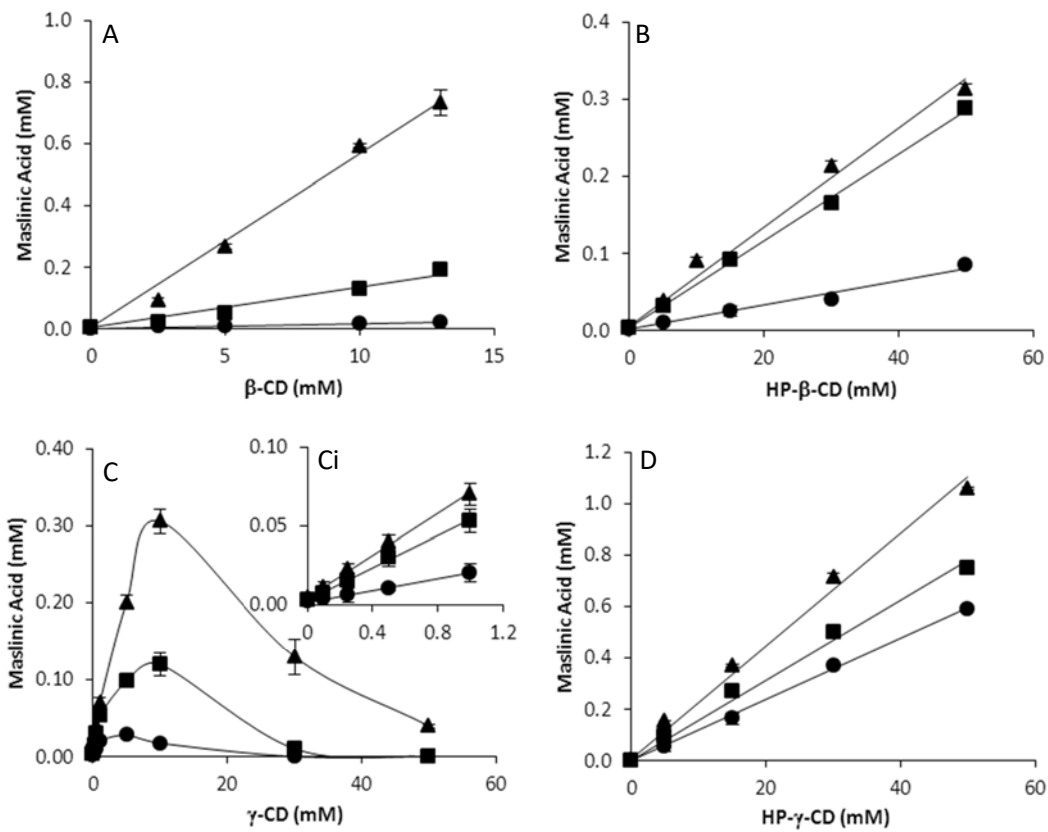 A
1.0
0.8
0.6
0.4
0.2
0.0
0 5 10 15
Maslinic Acid (mM)
β-CD (mM)
B
0.4
0.3
0.2
0.1
0.0
0 20 40 60
Maslinic Acid (mM)
HP-β-CD (mM)
C
0.40
0.30
0.20
0.10
0.00
0 20 40 60
Maslinic Acid (mM)
γ-CD (mM)
Ci
0.10
0.05
0.00
0 0.4 0.8 1.2
D
1.2
1.0
0.8
0.6
0.4
0.2
0.0
0 20 40 60
Maslinic Acid (mM)
HP-γ-CD (mM)